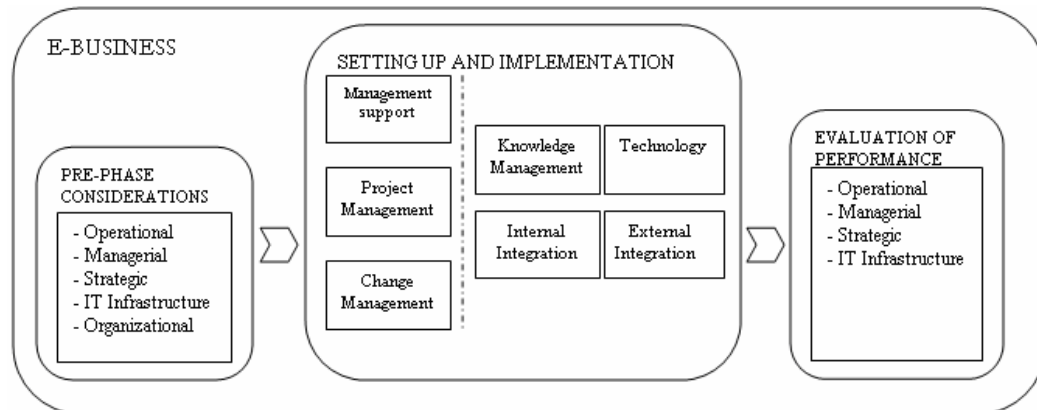 E-BUSINESS
PRE-PHASE
CONSIDERATIONS
- Operational
- Managerial
- Strategic
- IT Infrastructure
- Organizational
SETTING UP AND IMPLEMENTATION
Management
support
Project
Management
Change
Management
Knowledge
Management
Technology
Internal
Integration
External
Integration
EVALUATION OF
PERFORMANCE
- Operational
- Managerial
- Strategic
- IT Infrastructure